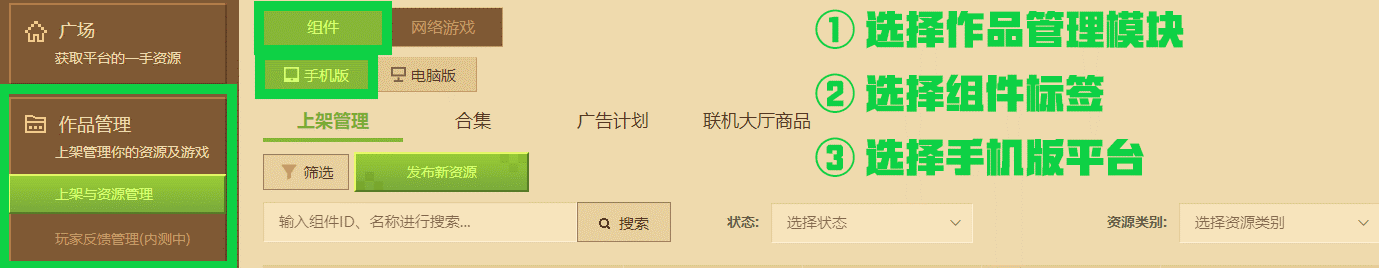 广场
获取平台的一手资源
作品管理
上架管理你的资源及游戏
上架与资源管理
玩家反馈管理(内测中)
组件 网络游戏
手机版 电脑版
上架管理 合集 广告计划 联机大厅商品
筛选 发布新资源
输入组件ID、名称进行搜索... 搜索 状态: 选择状态 资源类别: 选择资源类别
① 选择作品管理模块
② 选择组件标签
③ 选择手机版平台